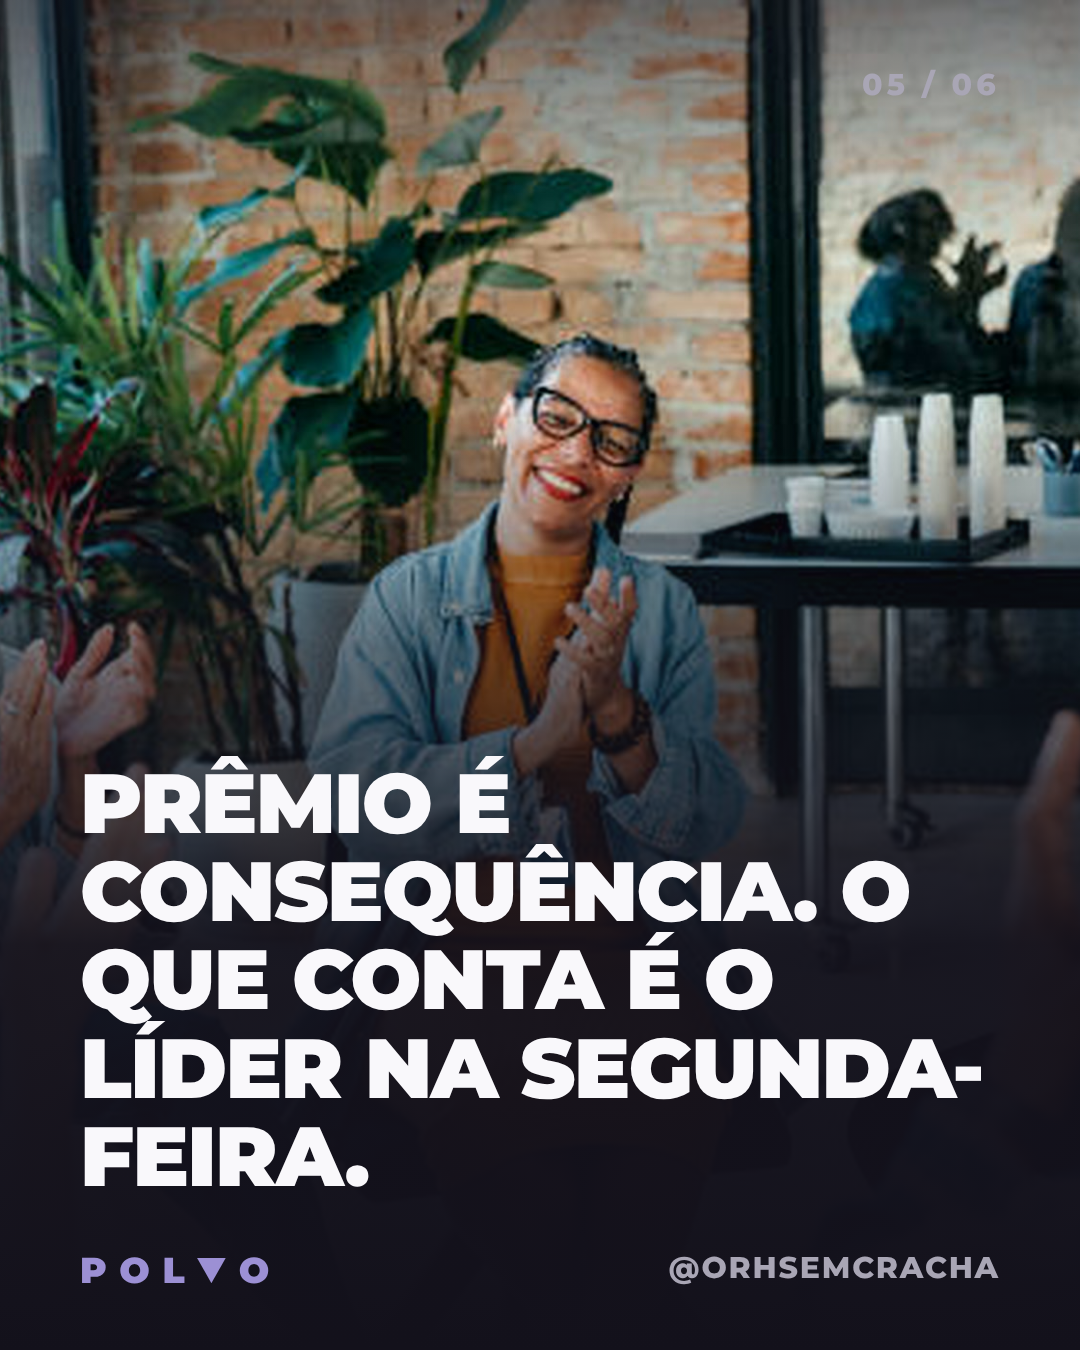 05 / 06
PRÊMIO É
CONSEQUÊNCIA. O
QUE CONTA É O
LÍDER NA SEGUNDA-
FEIRA.
POLVO
@ORHSEMCRACHA